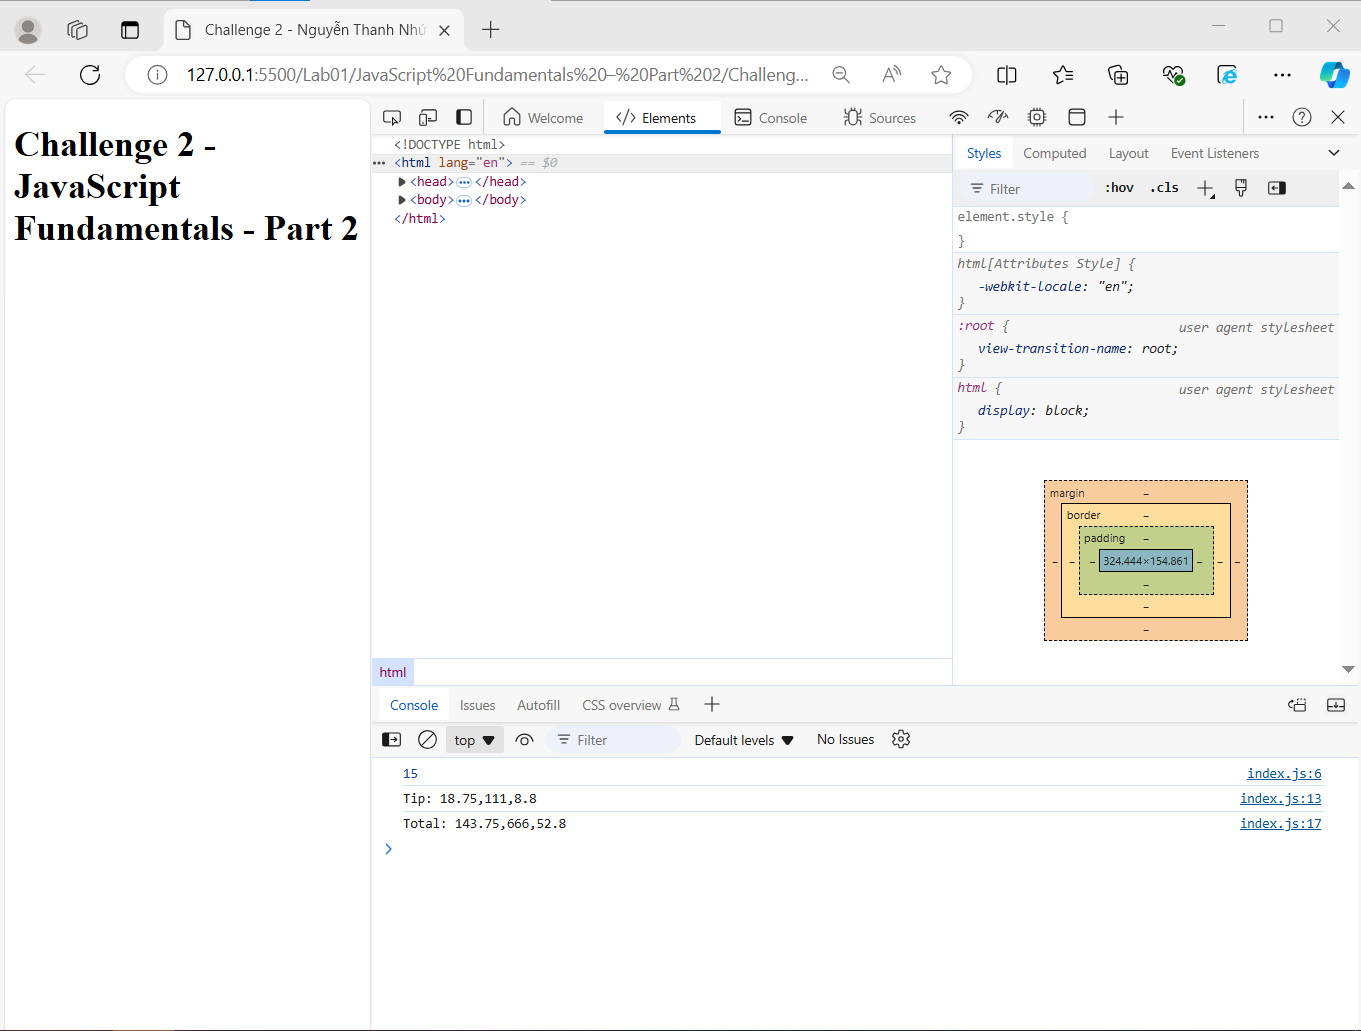 Challenge 2 - Nguyễn Thanh Nhứ
127.0.0.1:5500/Lab01/JavaScript%20Fundamentals%20–%20Part%202/Challeng...
Challenge 2 -
JavaScript
Fundamentals - Part 2
Welcome
Elements
Console
Sources
<!DOCTYPE html>
<html lang="en"> == $0
<head>
</head>
<body>
</body>
</html>
html
Styles
Computed
Layout
Event Listeners
Filter
:hov
.cls
element.style {
}
html[Attributes Style] {
-webkit-locale: "en";
}
:root {
user agent stylesheet
view-transition-name: root;
}
html {
user agent stylesheet
display: block;
}
margin
–
border
–
padding
–
– – – 324.444×154.861 – – –
–
–
–
Console
Issues
Autofill
CSS overview
top
Filter
Default levels
No Issues
15
index.js:6
Tip: 18.75,111,8.8
index.js:13
Total: 143.75,666,52.8
index.js:17